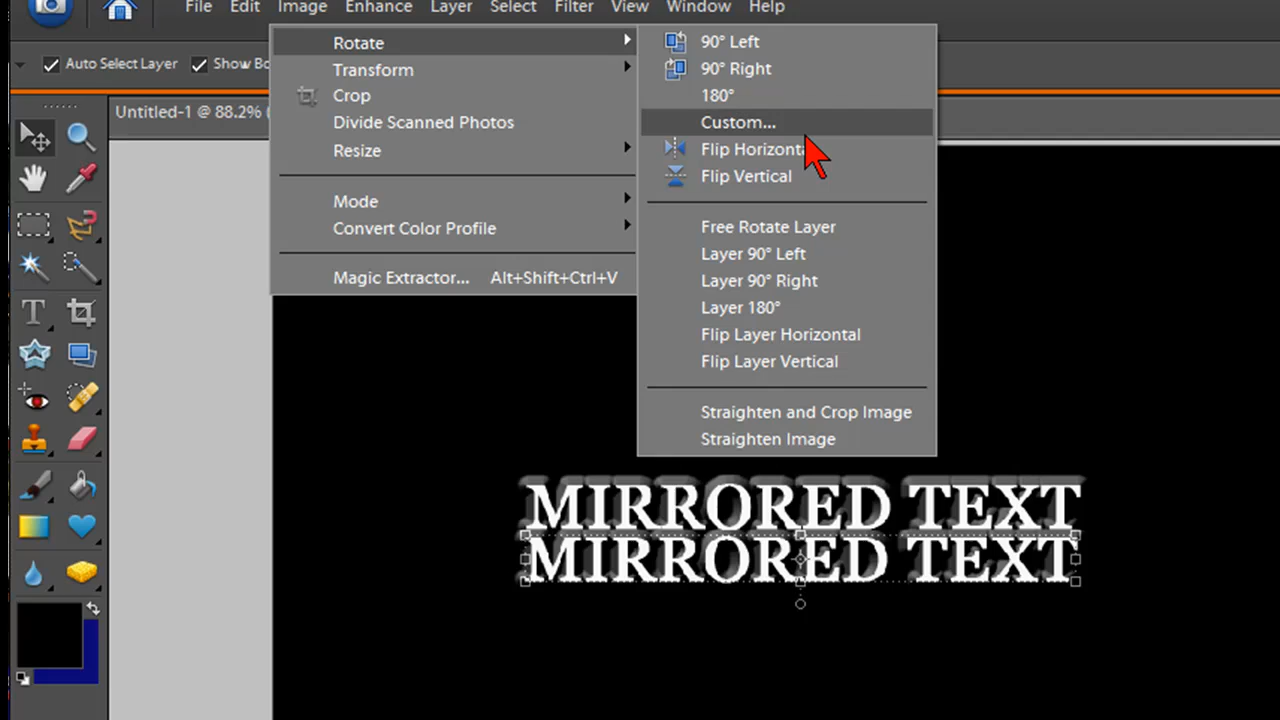 File Edit Image Enhance Layer Select Filter View Window Help
Auto Select Layer
Untitled-1 @ 88.2%
Rotate
Transform
Crop
Divide Scanned Photos
Resize
Mode
Convert Color Profile
Magic Extractor... Alt+Shift+Ctrl+V
90° Left
90° Right
180°
Custom...
Flip
Flip Vertical
Free Rotate Layer
Layer 90° Left
Layer 90° Right
Layer 180°
Flip Layer Horizontal
Flip Layer Vertical
Straighten and Crop Image
Straighten Image
T
MIRRORED TEXT
MIRRORED TEXT